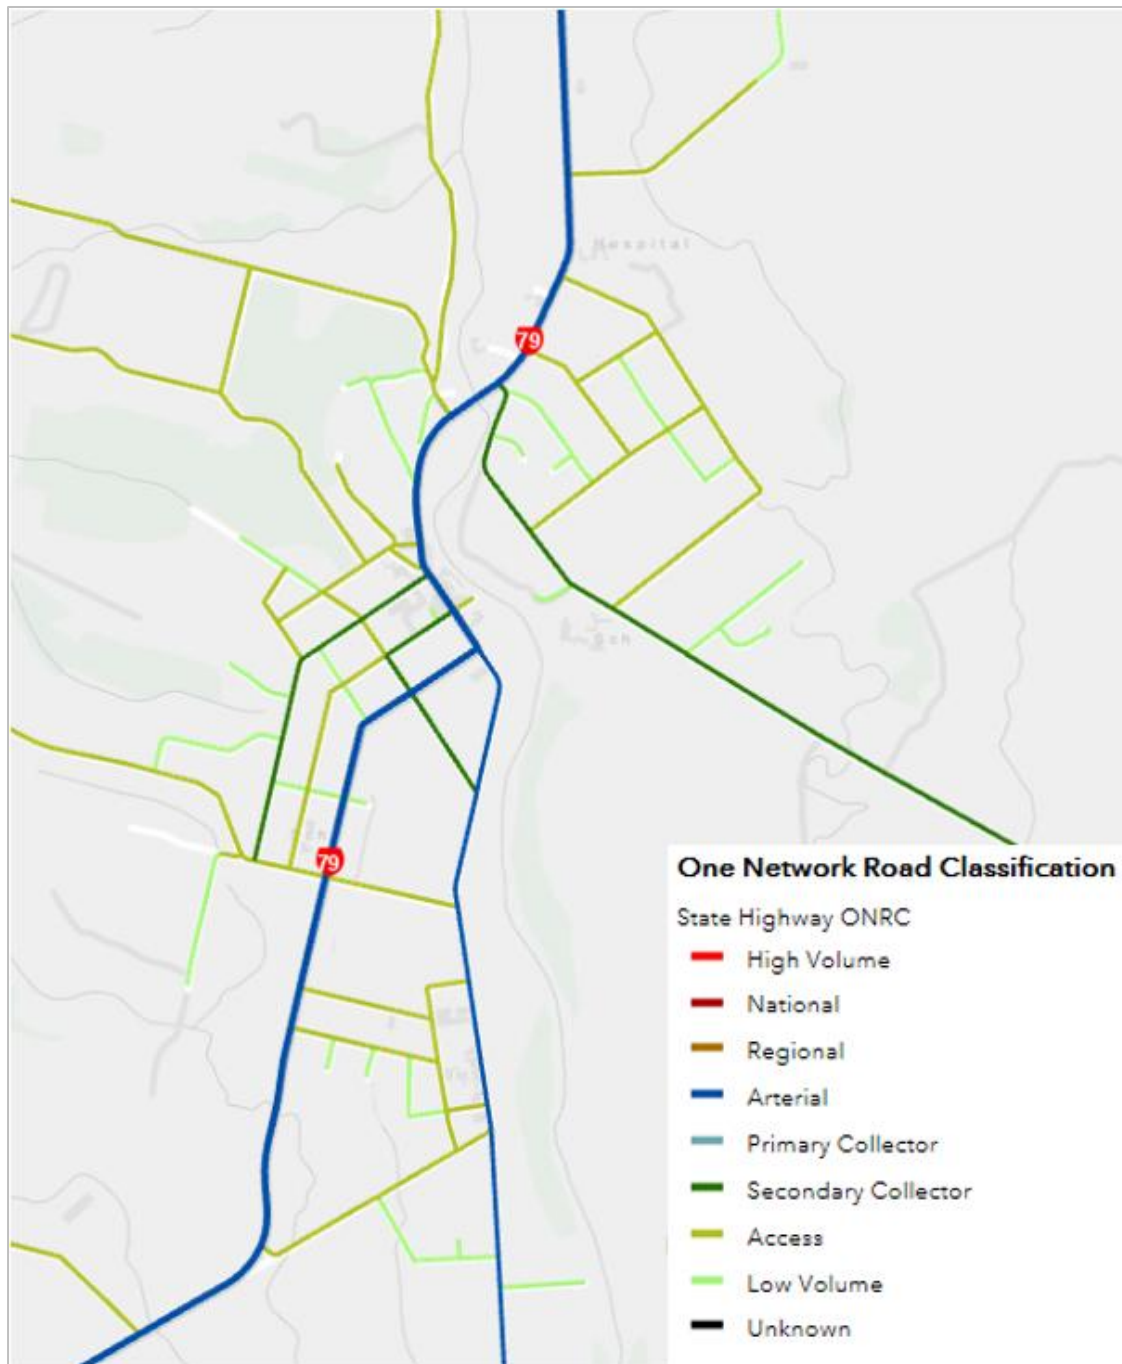 Hospital
79
79
One Network Road Classification
State Highway ONRC
High Volume
National
Regional
Arterial
Primary Collector
Secondary Collector
Access
Low Volume
Unknown